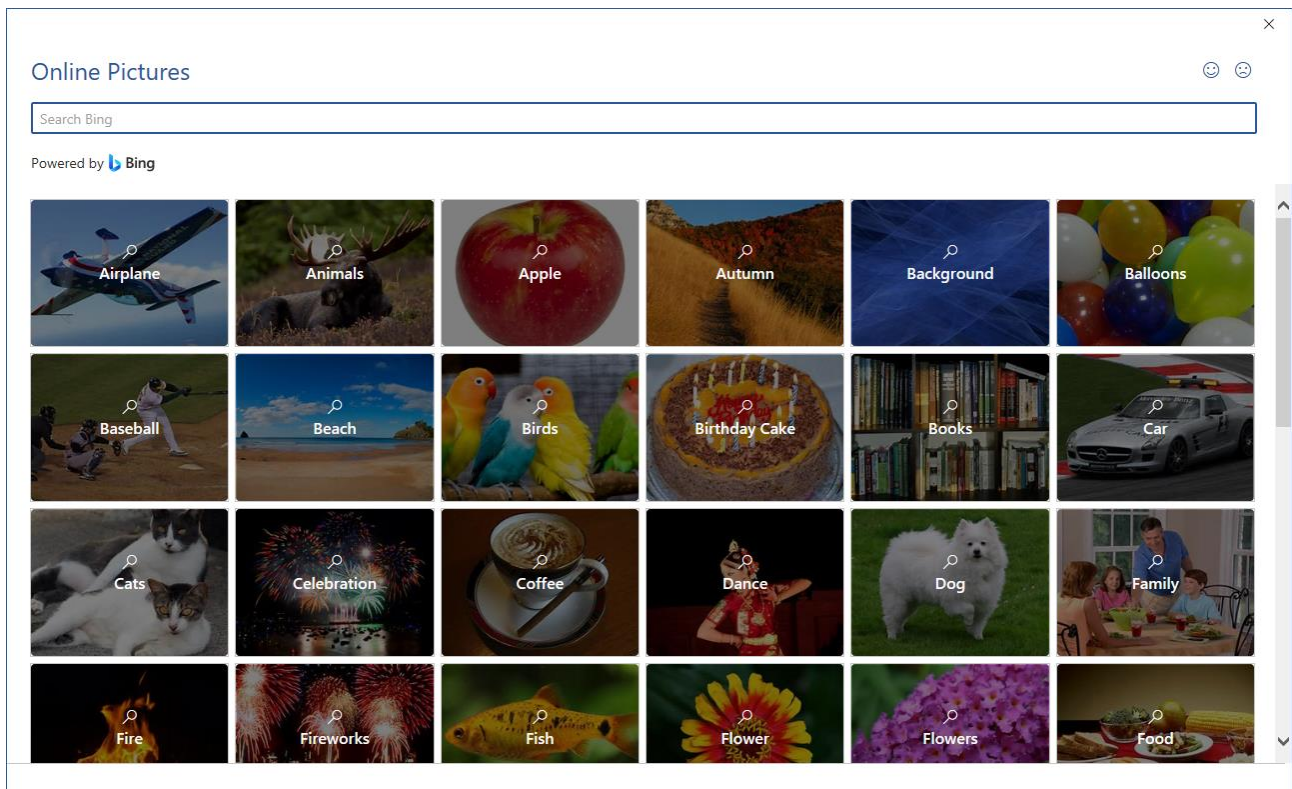 Online Pictures
Search Bing
Powered by Bing
Airplane
Animals
Apple
Autumn
Background
Balloons
Baseball
Beach
Birds
Birthday Cake
Books
Car
Cats
Celebration
Coffee
Dance
Dog
Family
Fire
Fireworks
Fish
Flower
Flowers
Food